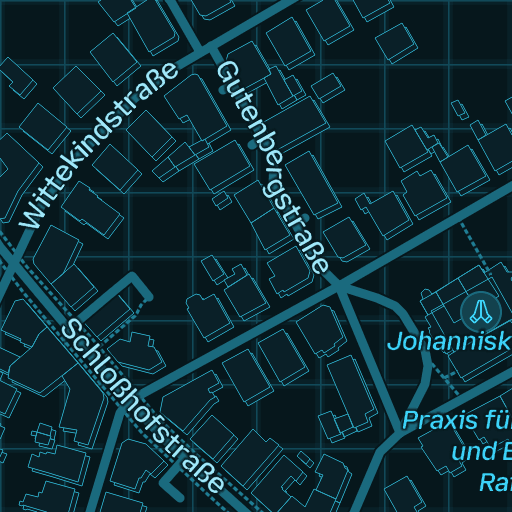 Wittekindstraße
Gutenbergstraße
Schloßhofstraße
Johannisk
Praxis fü
und
Ra